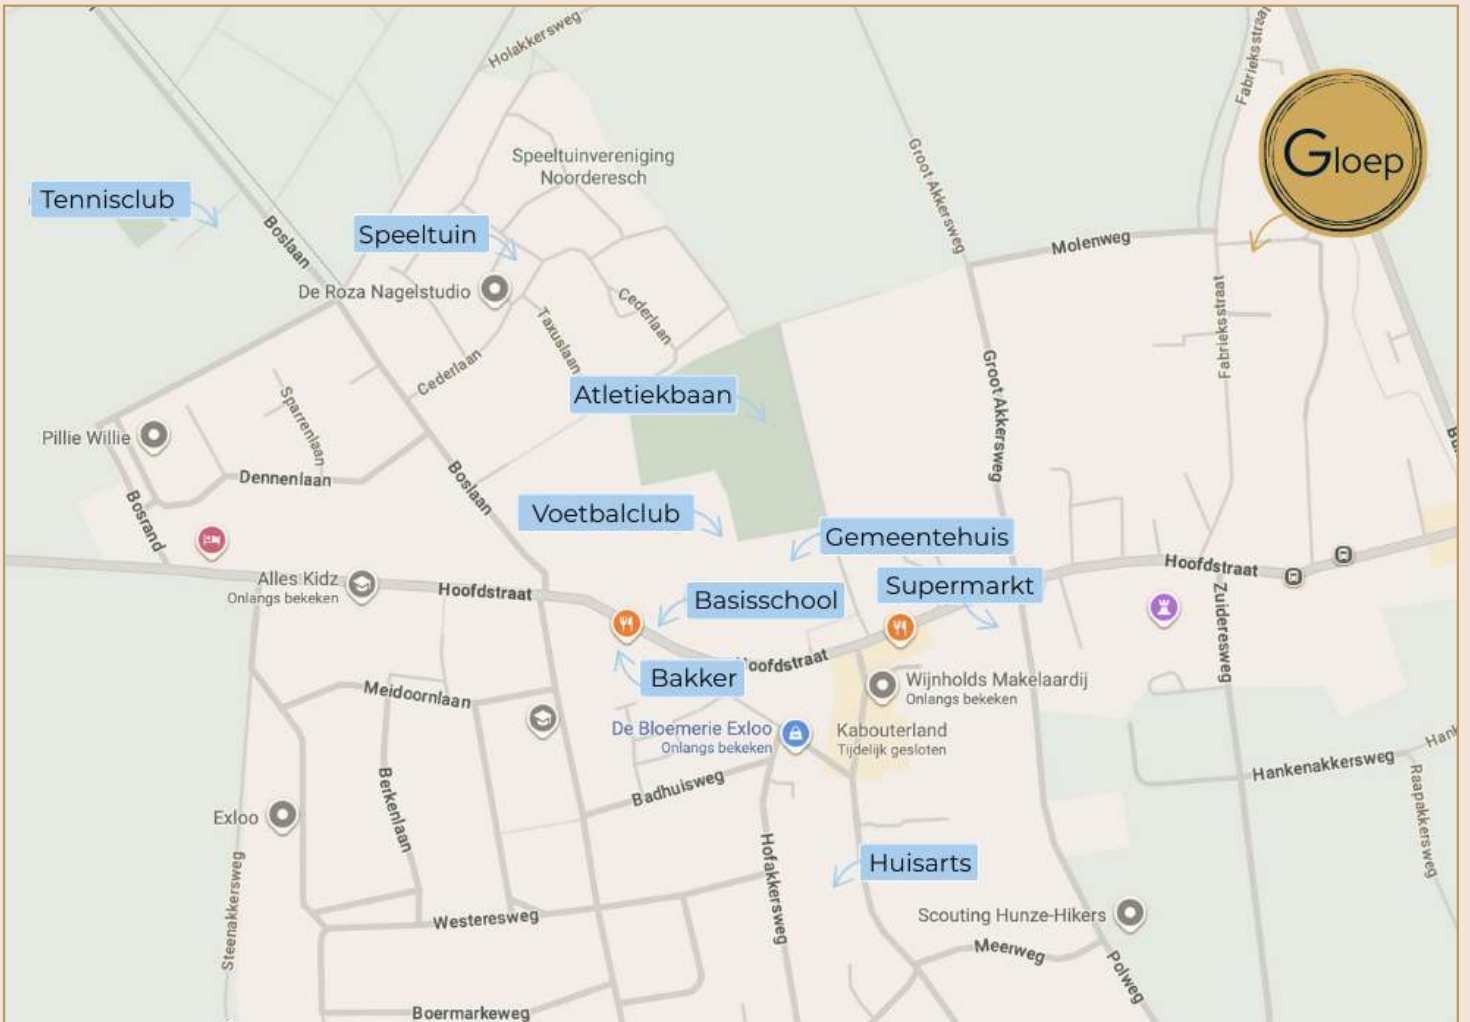 Holakkersweg
Fabrieksstraat
Gloep
Speeltuinvereniging
Noorderesch
Groot Akkersweg
Tennisclub
Boslaan
Speeltuin
Molenweg
De Roza Nagelstudio
Cederlaan
Taxuslaan
Fabrieksstraat
Cederlaan
Groot Akkersweg
Atletiekbaan
Sparrenlaan
Pillie Willie
Dennenlaan
Boslaan
Bosrand
Voetbalclub
Gemeentehuis
Hoofdstraat
Alles Kidz
Onlangs bekeken
Hoofdstraat
Supermarkt
Basisschool
Zuideresweg
Hoofdstraat
Bakker
Wijnholds Makelaardij
Onlangs bekeken
Meidoornlaan
De Bloemerie Exloo
Onlangs bekeken
Kabouterland
Tijdelijk gesloten
Hank
Hankenakkersweg
Badhuisweg
Berkenlaan
Raapakkersweg
Exloo
Hofakkersweg
Huisarts
Steenakkersweg
Westeresweg
Scouting Hunze-Hikers
Meerweg
Polweg
Boermarkeweg